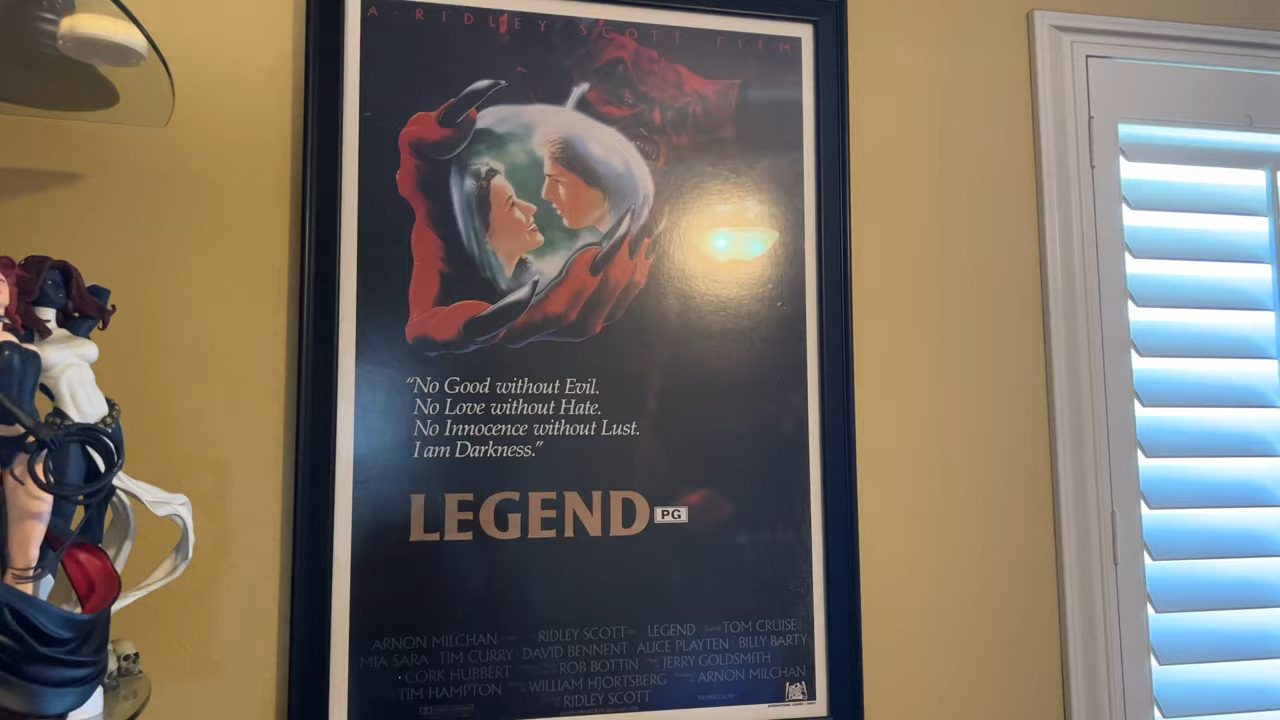 A RIDLEY SCOTT FILM
“No Good without Evil.
No Love without Hate.
No Innocence without Lust.
I am Darkness.”
LEGEND PG
ARNON MILCHAN RIDLEY SCOTT LEGEND TOM CRUISE
MIA SARA TIM CURRY DAVID BENNENT ALICE PLAYTEN BILLY BARTY
CORK HUBBERT ROB BOTTIN JERRY GOLDSMITH
TIM HAMPTON WILLIAM HJORTSBERG ARNON MILCHAN
RIDLEY SCOTT